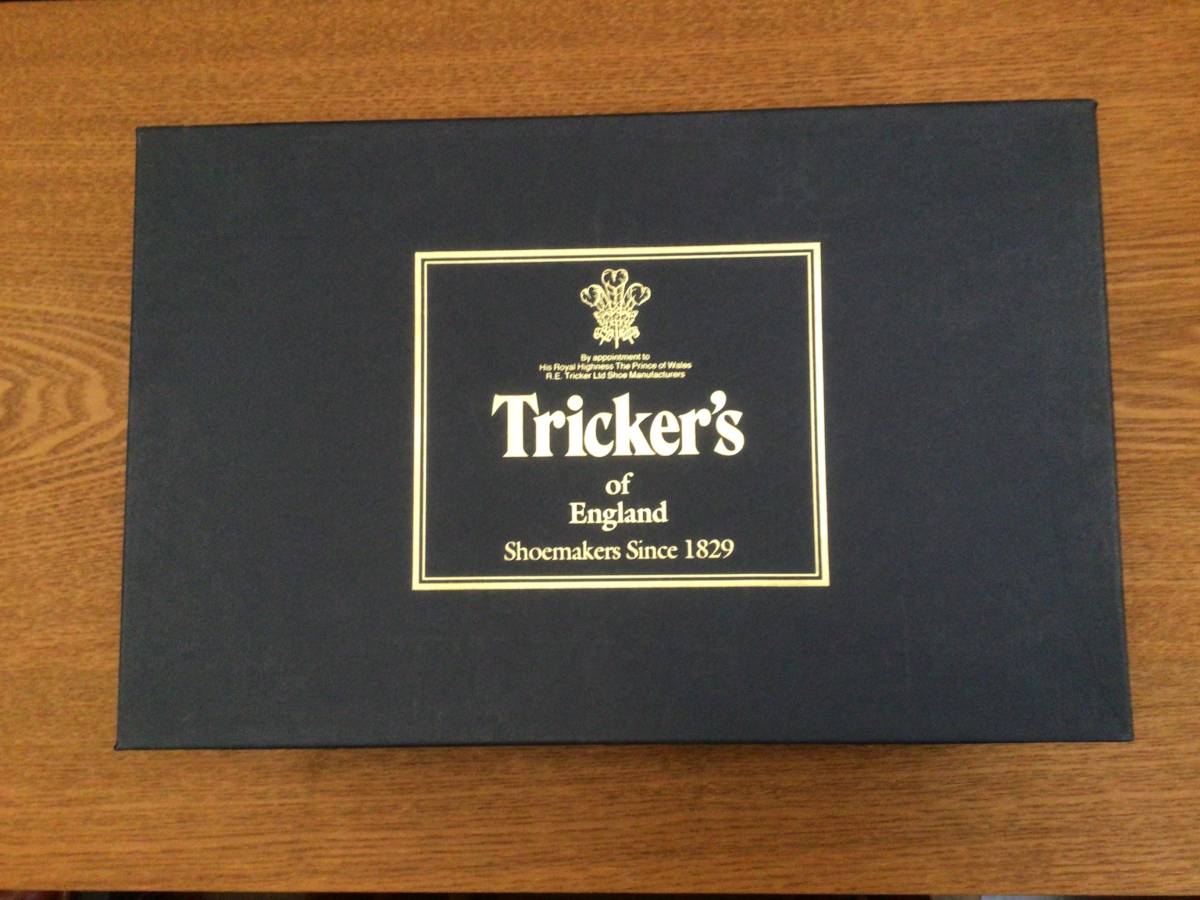 By appointment to
His Royal Highness The Prince of Wales
R.E. Tricker Ltd Shoe Manufacturers
Tricker's
of
England
Shoemakers Since 1829